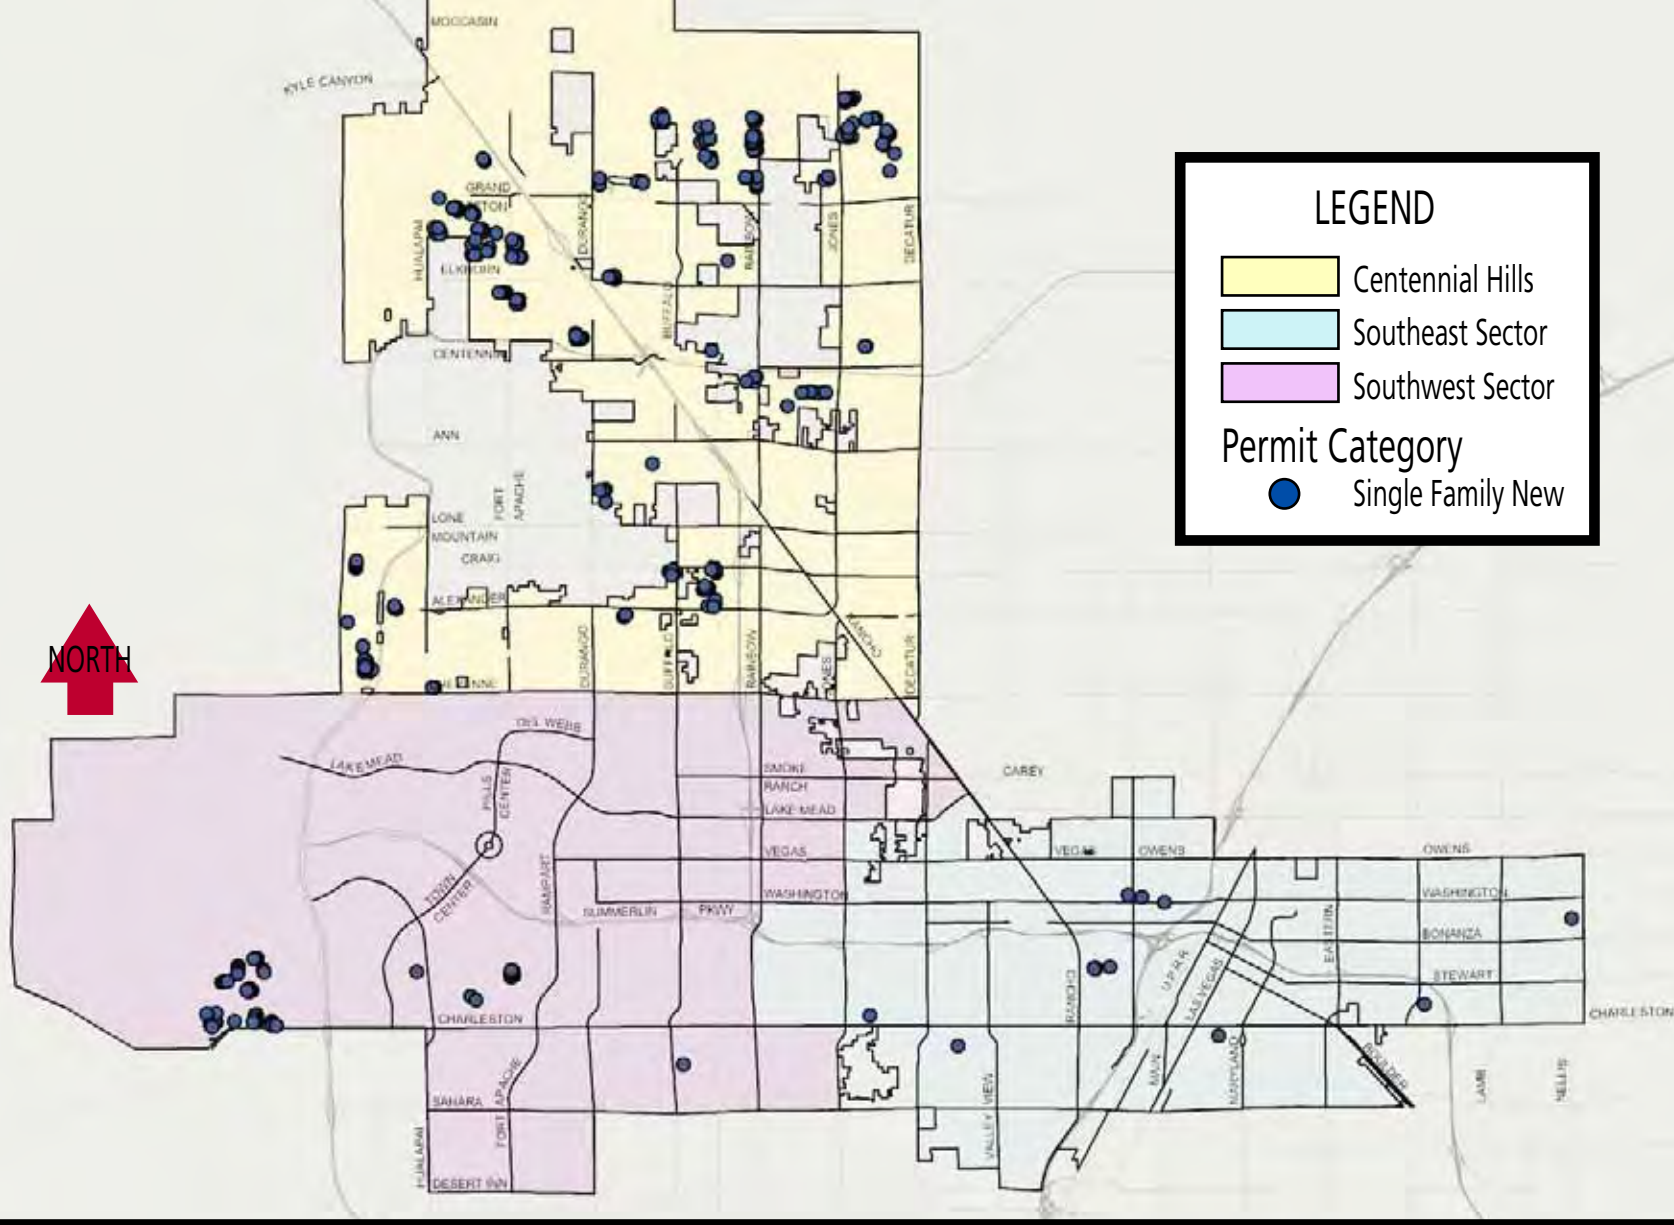 MOCCASIN
KYLE CANYON
GRAND
HUALAPAI
ELKHORN
DURANGO
BUFFALO
RAINBOW
JONES
DECATUR
LEGEND
Centennial Hills
Southeast Sector
Southwest Sector
Permit Category
Single Family New
ANN
FORT
APACHE
LONE
MOUNTAIN
CRAIG
ALEXANDER
NORTH
DURANGO
BUFFALO
RAINBOW
DECATUR
DEL WEBB
LAKE MEAD
HILLS
CENTER
SMOKE
RANCH
LAKE MEAD
CAREY
VEGAS
VEGAS
OWENS
OWENS
TOWN
CENTER
RAMPART
WASHINGTON
WASHINGTON
SUMMERLIN
PKWY
EASTERN
BONANZA
STEWART
U.P.R.R
LAS VEGAS
RANCHO
CHARLESTON
CHARLESTON
BOULDER
MAIN
MARYLAND
LAMB
NELLIS
FORT APACHE
SAHARA
VALLEY VIEW
HUALAPAI
DESERT INN